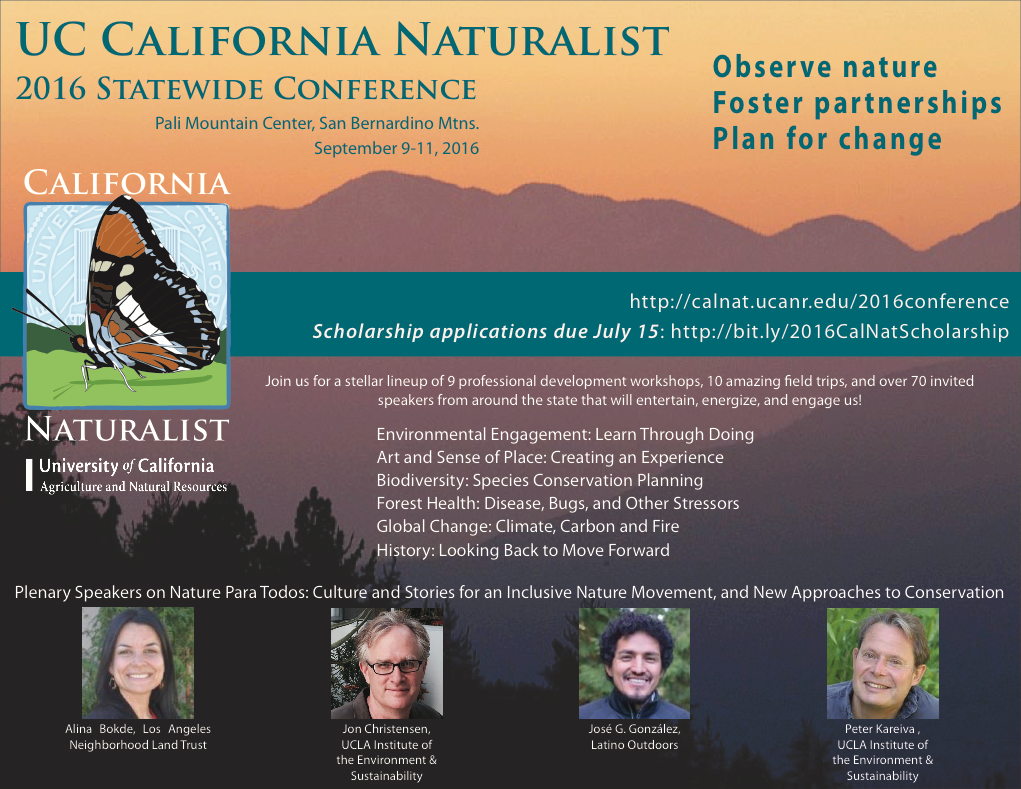 UC California Naturalist
2016 Statewide Conference
Pali Mountain Center, San Bernardino Mtns.
September 9-11, 2016
Observe nature
Foster partnerships
Plan for change
California
Naturalist
University of California
Agriculture and Natural Resources
http://calnat.ucanr.edu/2016conference
Scholarship applications due July 15: http://bit.ly/2016CalNatScholarship
Join us for a stellar lineup of 9 professional development workshops, 10 amazing field trips, and over 70 invited
speakers from around the state that will entertain, energize, and engage us!
Environmental Engagement: Learn Through Doing
Art and Sense of Place: Creating an Experience
Biodiversity: Species Conservation Planning
Forest Health: Disease, Bugs, and Other Stressors
Global Change: Climate, Carbon and Fire
History: Looking Back to Move Forward
Plenary Speakers on Nature Para Todos: Culture and Stories for an Inclusive Nature Movement, and New Approaches to Conservation
Alina Bokde, Los Angeles
Neighborhood Land Trust
Jon Christensen,
UCLA Institute of
the Environment &
Sustainability
José G. González,
Latino Outdoors
Peter Kareiva ,
UCLA Institute of
the Environment &
Sustainability